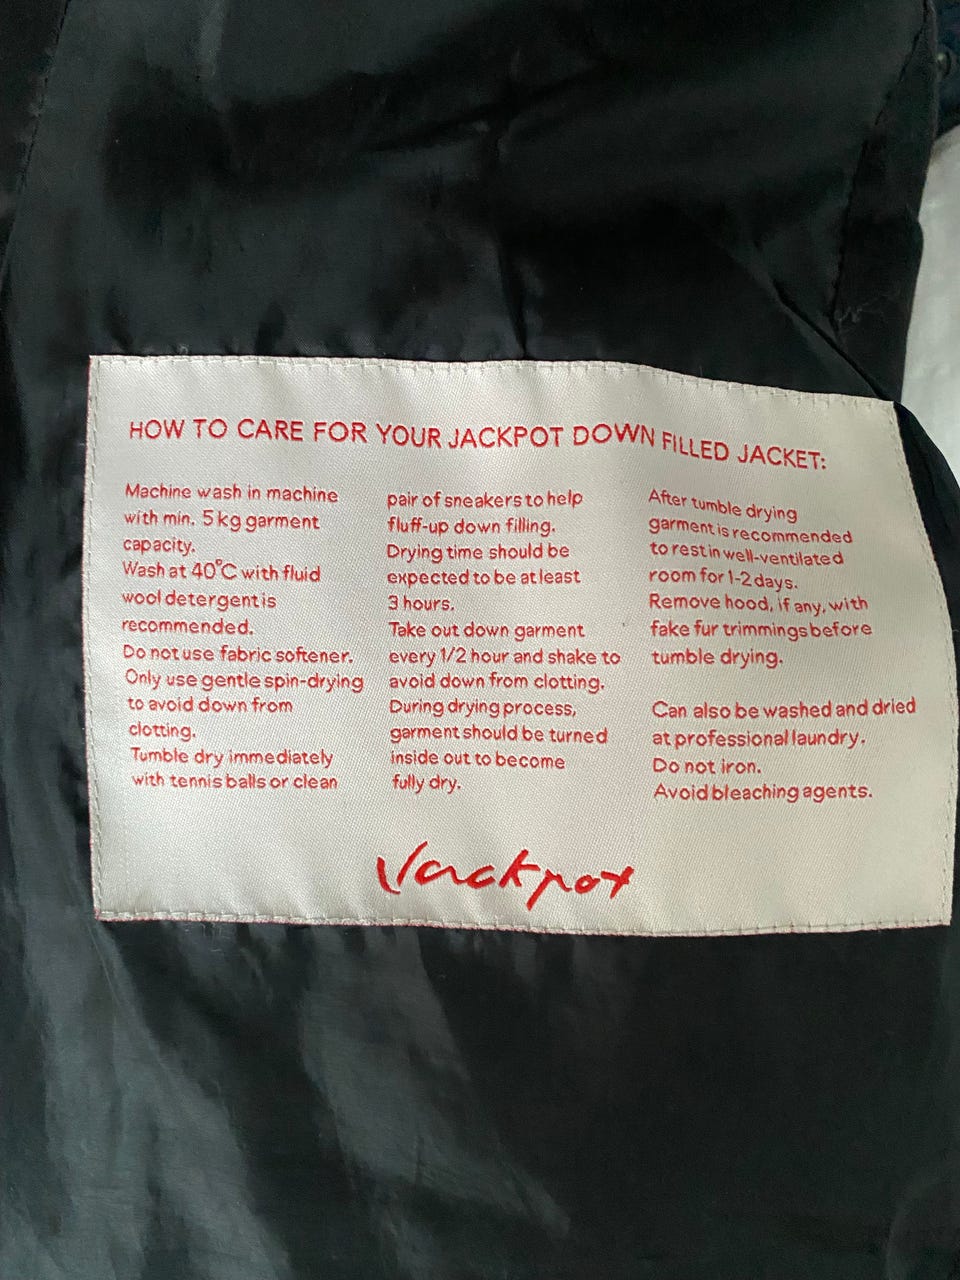 HOW TO CARE FOR YOUR JACKPOT DOWN FILLED JACKET:
Machine wash in machine
with min. 5 kg garment
capacity.
Wash at 40°C with fluid
wool detergent is
recommended.
Do not use fabric softener.
Only use gentle spin-drying
to avoid down from
clotting.
Tumble dry immediately
with tennis balls or clean
pair of sneakers to help
fluff-up down filling.
Drying time should be
expected to be at least
3 hours.
Take out down garment
every 1/2 hour and shake to
avoid down from clotting.
During drying process,
garment should be turned
inside out to become
fully dry.
After tumble drying
garment is recommended
to rest in well-ventilated
room for 1-2 days.
Remove hood, if any, with
fake fur trimmings before
tumble drying.
Can also be washed and dried
at professional laundry.
Do not iron.
Avoid bleaching agents.
Jackpot